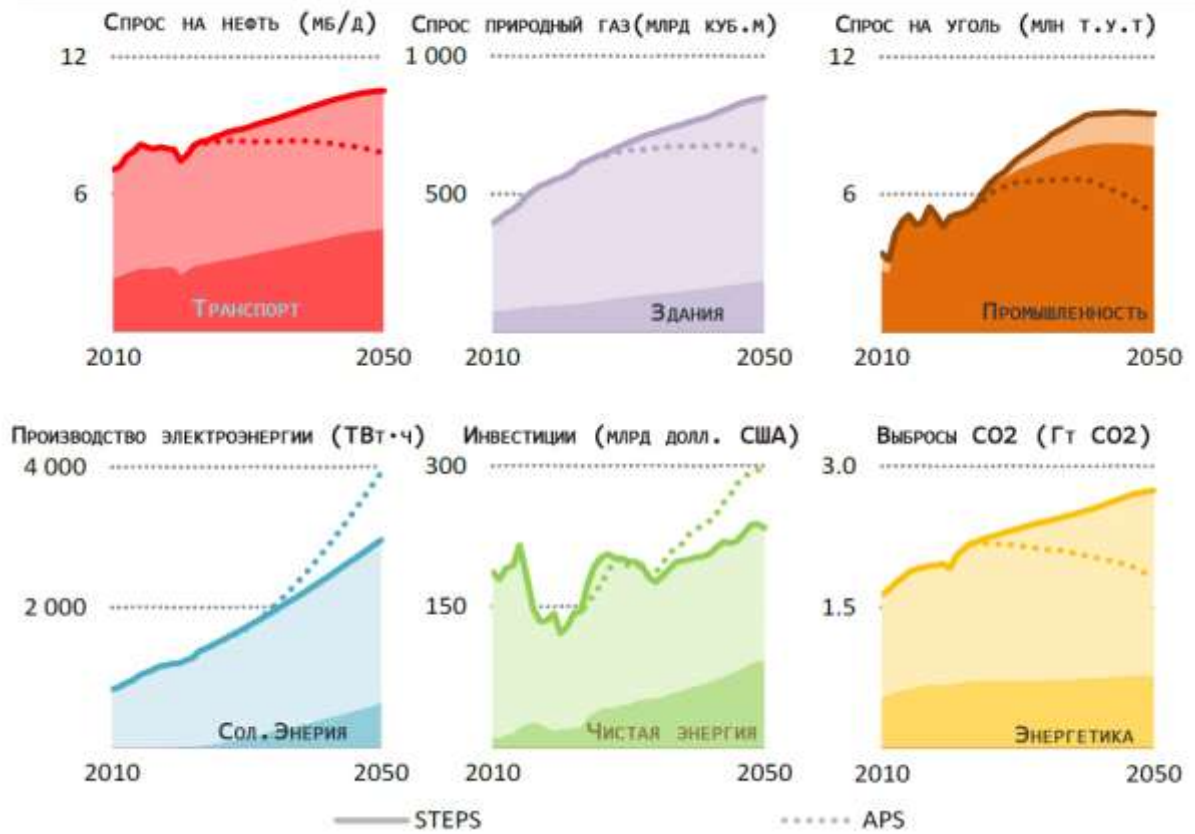 Спрос на нефть (мб/д)
12
6
Транспорт
2010 2050
Спрос природный газ(млрд куб.м)
1 000
500
Здания
2010 2050
Спрос на уголь (млн т.у.т)
12
6
Промышленность
2010 2050
Производство электроэнергии (ТВт·ч)
4 000
2 000
Сол.Энерия
2010 2050
Инвестиции (млрд долл. США)
300
150
Чистая энергия
2010 2050
Выбросы CO2 (Гт CO2)
3.0
1.5
Энергетика
2010 2050
STEPS APS